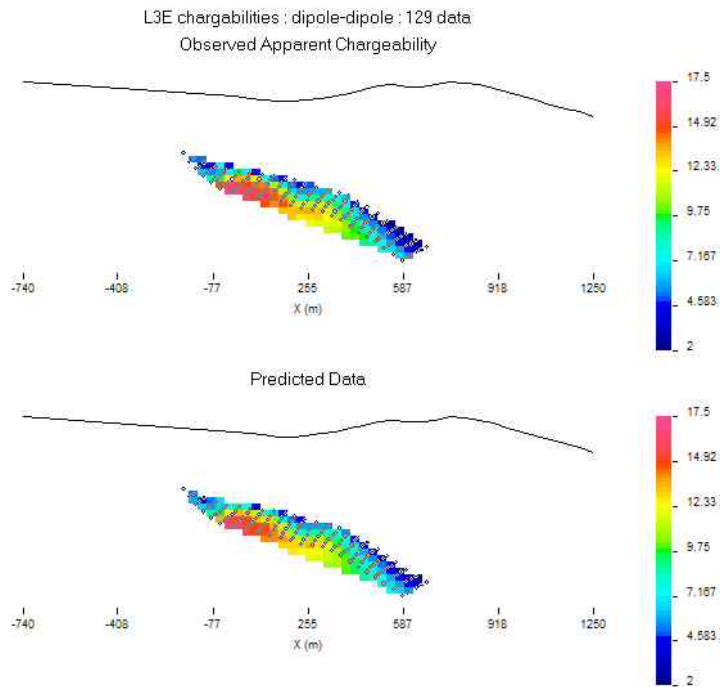 L3E chargabilities : dipole-dipole : 129 data
Observed Apparent Chargeability
17.5
14.92
12.33
9.75
7.167
4.583
2
-740 -408 -77 255 587 918 1250
X (m)
Predicted Data
17.5
14.92
12.33
9.75
7.167
4.583
2
-740 -408 -77 255 587 918 1250
X (m)